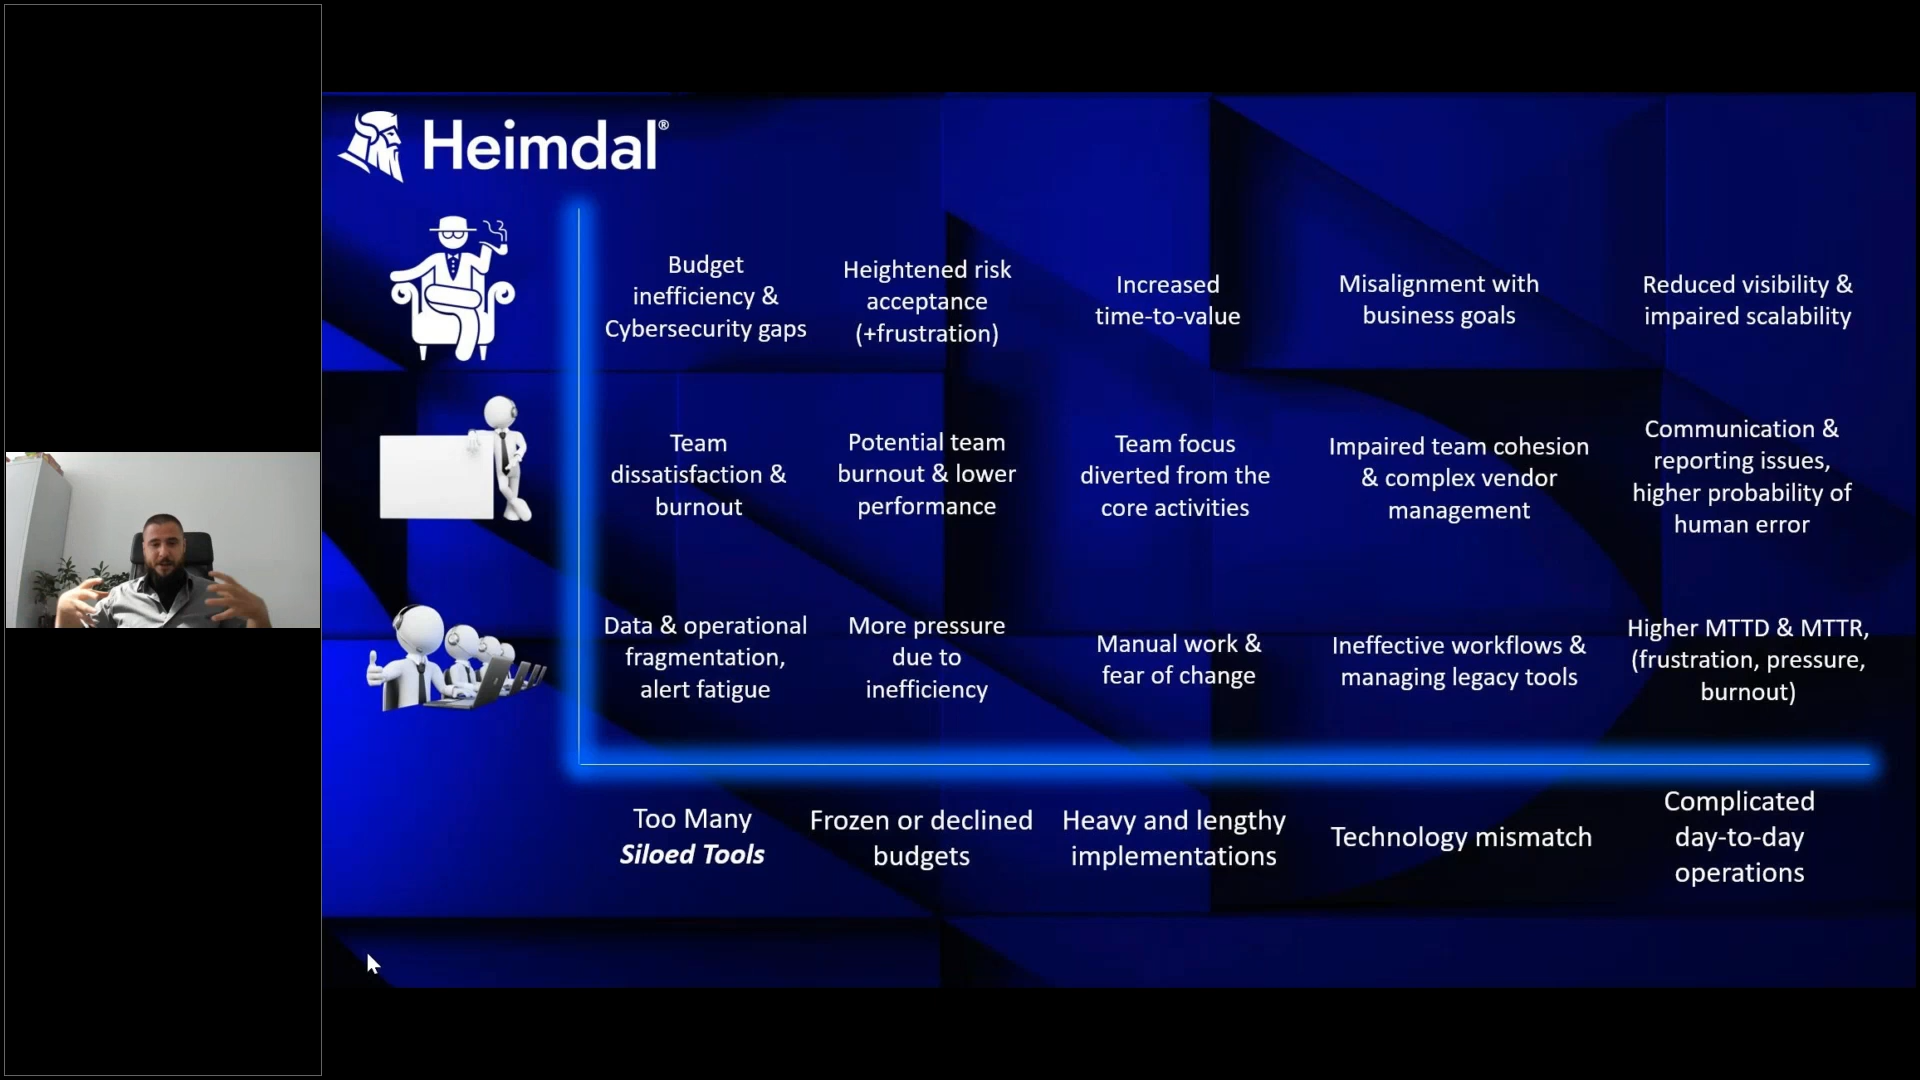 Heimdal®
Budget
inefficiency &
Cybersecurity gaps
Heightened risk
acceptance
(+frustration)
Increased
time-to-value
Misalignment with
business goals
Reduced visibility &
impaired scalability
Team
dissatisfaction &
burnout
Potential team
burnout & lower
performance
Team focus
diverted from the
core activities
Impaired team cohesion
& complex vendor
management
Communication &
reporting issues,
higher probability of
human error
Data & operational
fragmentation,
alert fatigue
More pressure
due to
inefficiency
Manual work &
fear of change
Ineffective workflows &
managing legacy tools
Higher MTTD & MTTR,
(frustration, pressure,
burnout)
Too Many
Siloed Tools
Frozen or declined
budgets
Heavy and lengthy
implementations
Technology mismatch
Complicated
day-to-day
operations